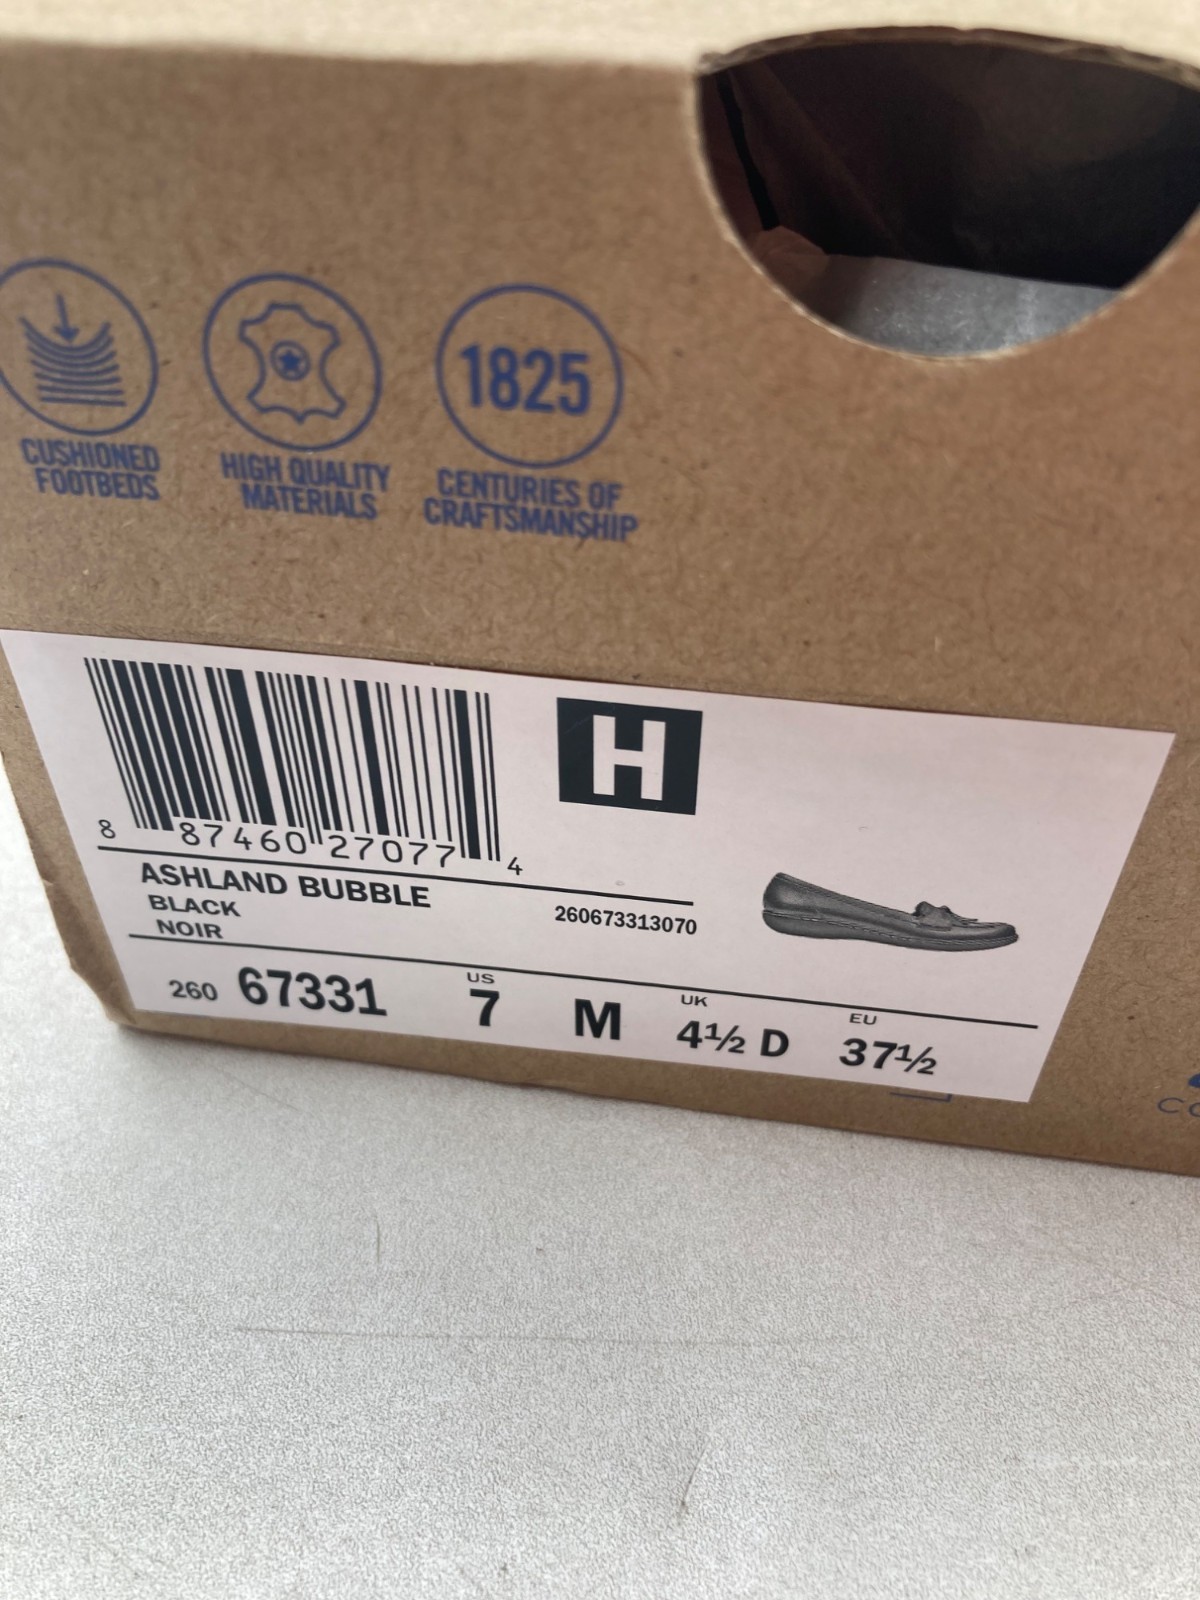 CUSHIONED
FOOTBEDS
HIGH QUALITY
MATERIALS
1825
CENTURIES OF
CRAFTSMANSHIP
8 87460 27077 4
H
ASHLAND BUBBLE
BLACK
NOIR
260673313070
260 67331
US
7 M
UK
4½ D
EU
37½